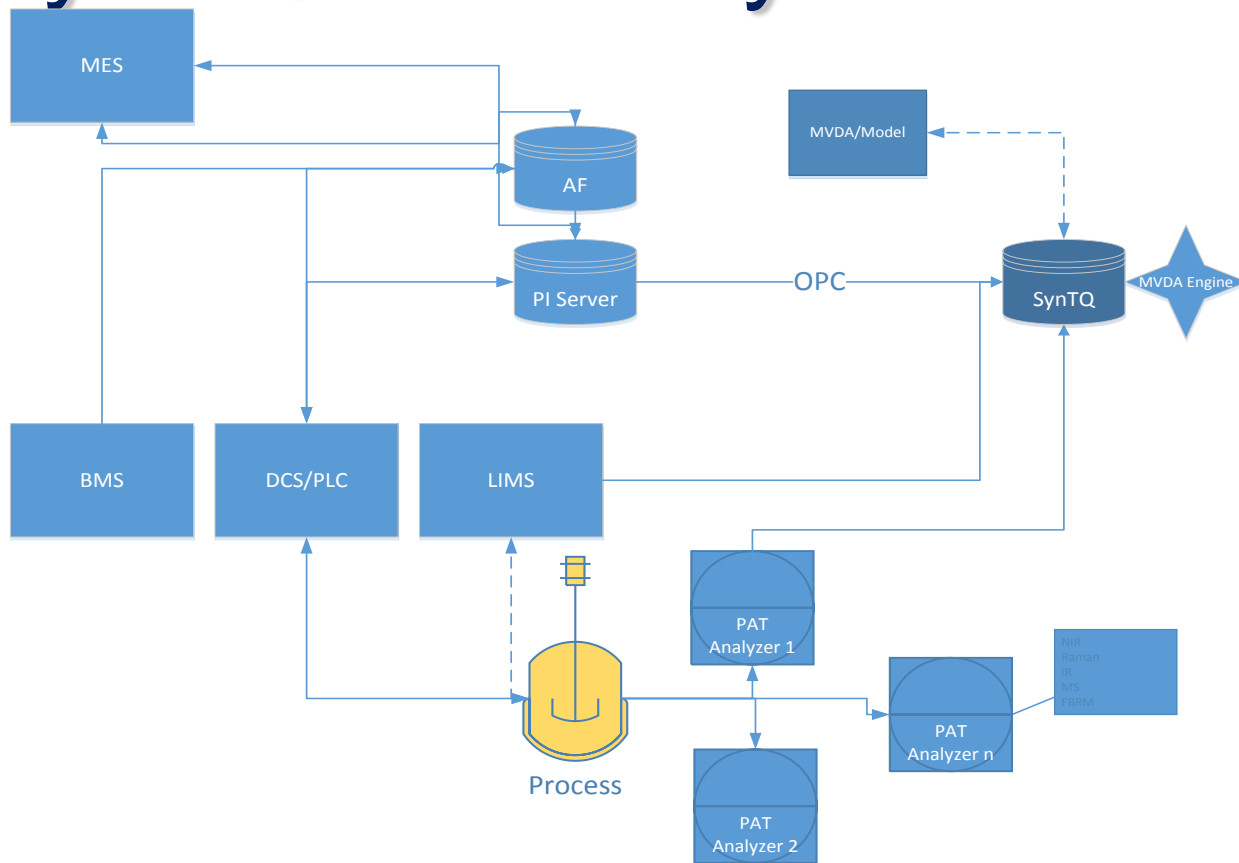 MES
MVDA/Model
AF
PI Server
OPC
SynTQ
MVDA Engine
BMS
DCS/PLC
LIMS
PAT
Analyzer 1
NIR
Raman
IR
MS
FBRM
PAT
Analyzer n
Process
PAT
Analyzer 2